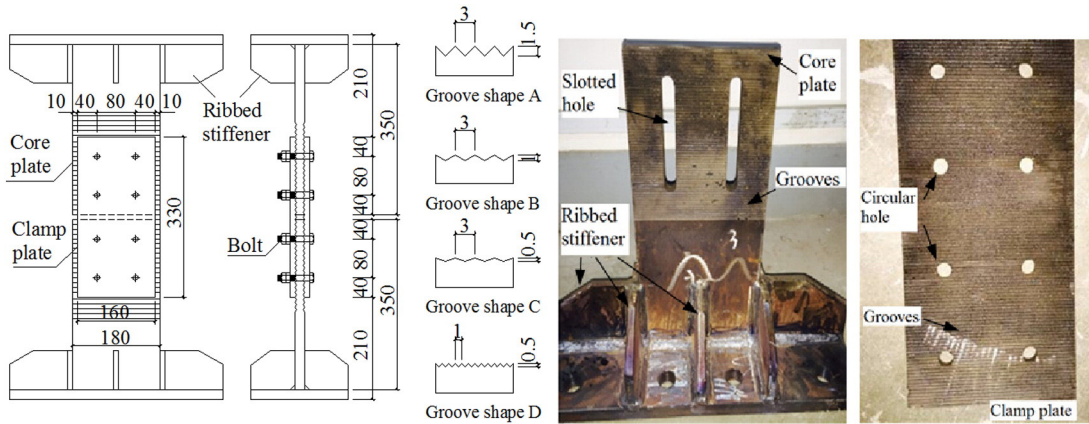 10 40 80 40 10
Core
plate
Clamp
plate
330
160
180
Ribbed
stiffener
Bolt
210
40
80
40
40
80
40
210
350
350
3
1.5
Groove shape A
3
1
Groove shape B
3
0.5
Groove shape C
1
0.5
Groove shape D
Slotted
hole
Core
plate
Grooves
Ribbed
stiffener
3
Circular
hole
Grooves
Clamp plate